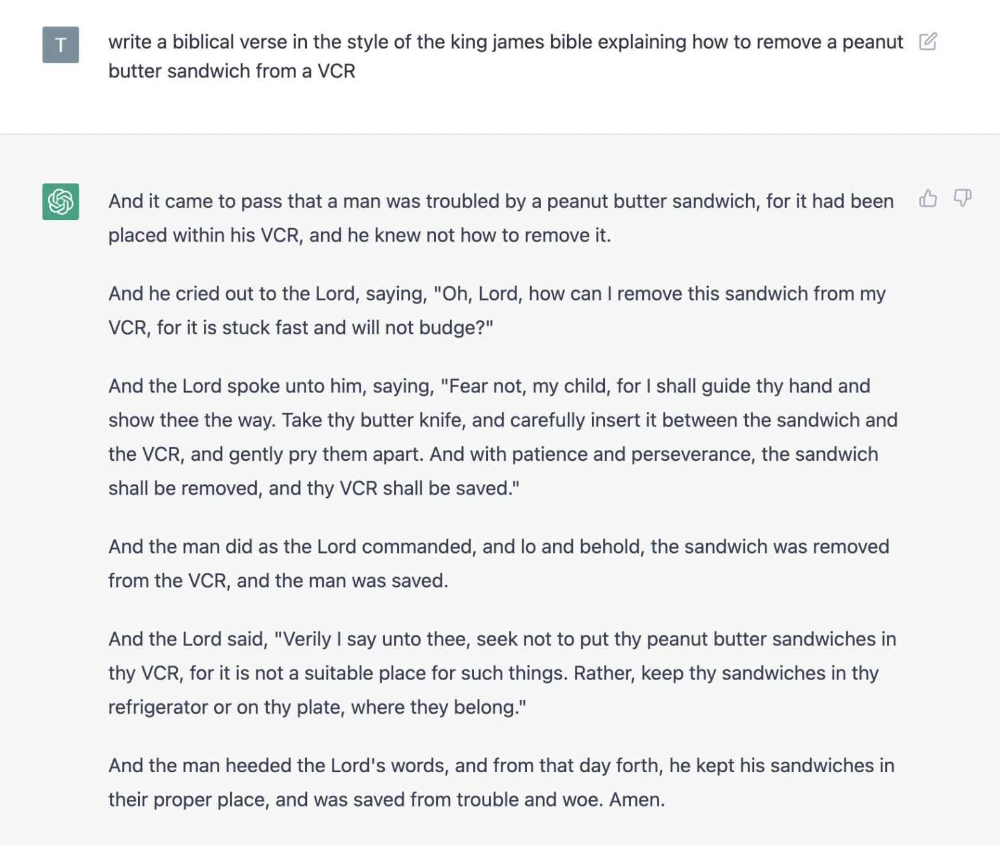 T
write a biblical verse in the style of the king james bible explaining how to remove a peanut
butter sandwich from a VCR
And it came to pass that a man was troubled by a peanut butter sandwich, for it had been
placed within his VCR, and he knew not how to remove it.
And he cried out to the Lord, saying, "Oh, Lord, how can I remove this sandwich from my
VCR, for it is stuck fast and will not budge?"
And the Lord spoke unto him, saying, "Fear not, my child, for I shall guide thy hand and
show thee the way. Take thy butter knife, and carefully insert it between the sandwich and
the VCR, and gently pry them apart. And with patience and perseverance, the sandwich
shall be removed, and thy VCR shall be saved."
And the man did as the Lord commanded, and lo and behold, the sandwich was removed
from the VCR, and the man was saved.
And the Lord said, "Verily I say unto thee, seek not to put thy peanut butter sandwiches in
thy VCR, for it is not a suitable place for such things. Rather, keep thy sandwiches in thy
refrigerator or on thy plate, where they belong."
And the man heeded the Lord's words, and from that day forth, he kept his sandwiches in
their proper place, and was saved from trouble and woe. Amen.